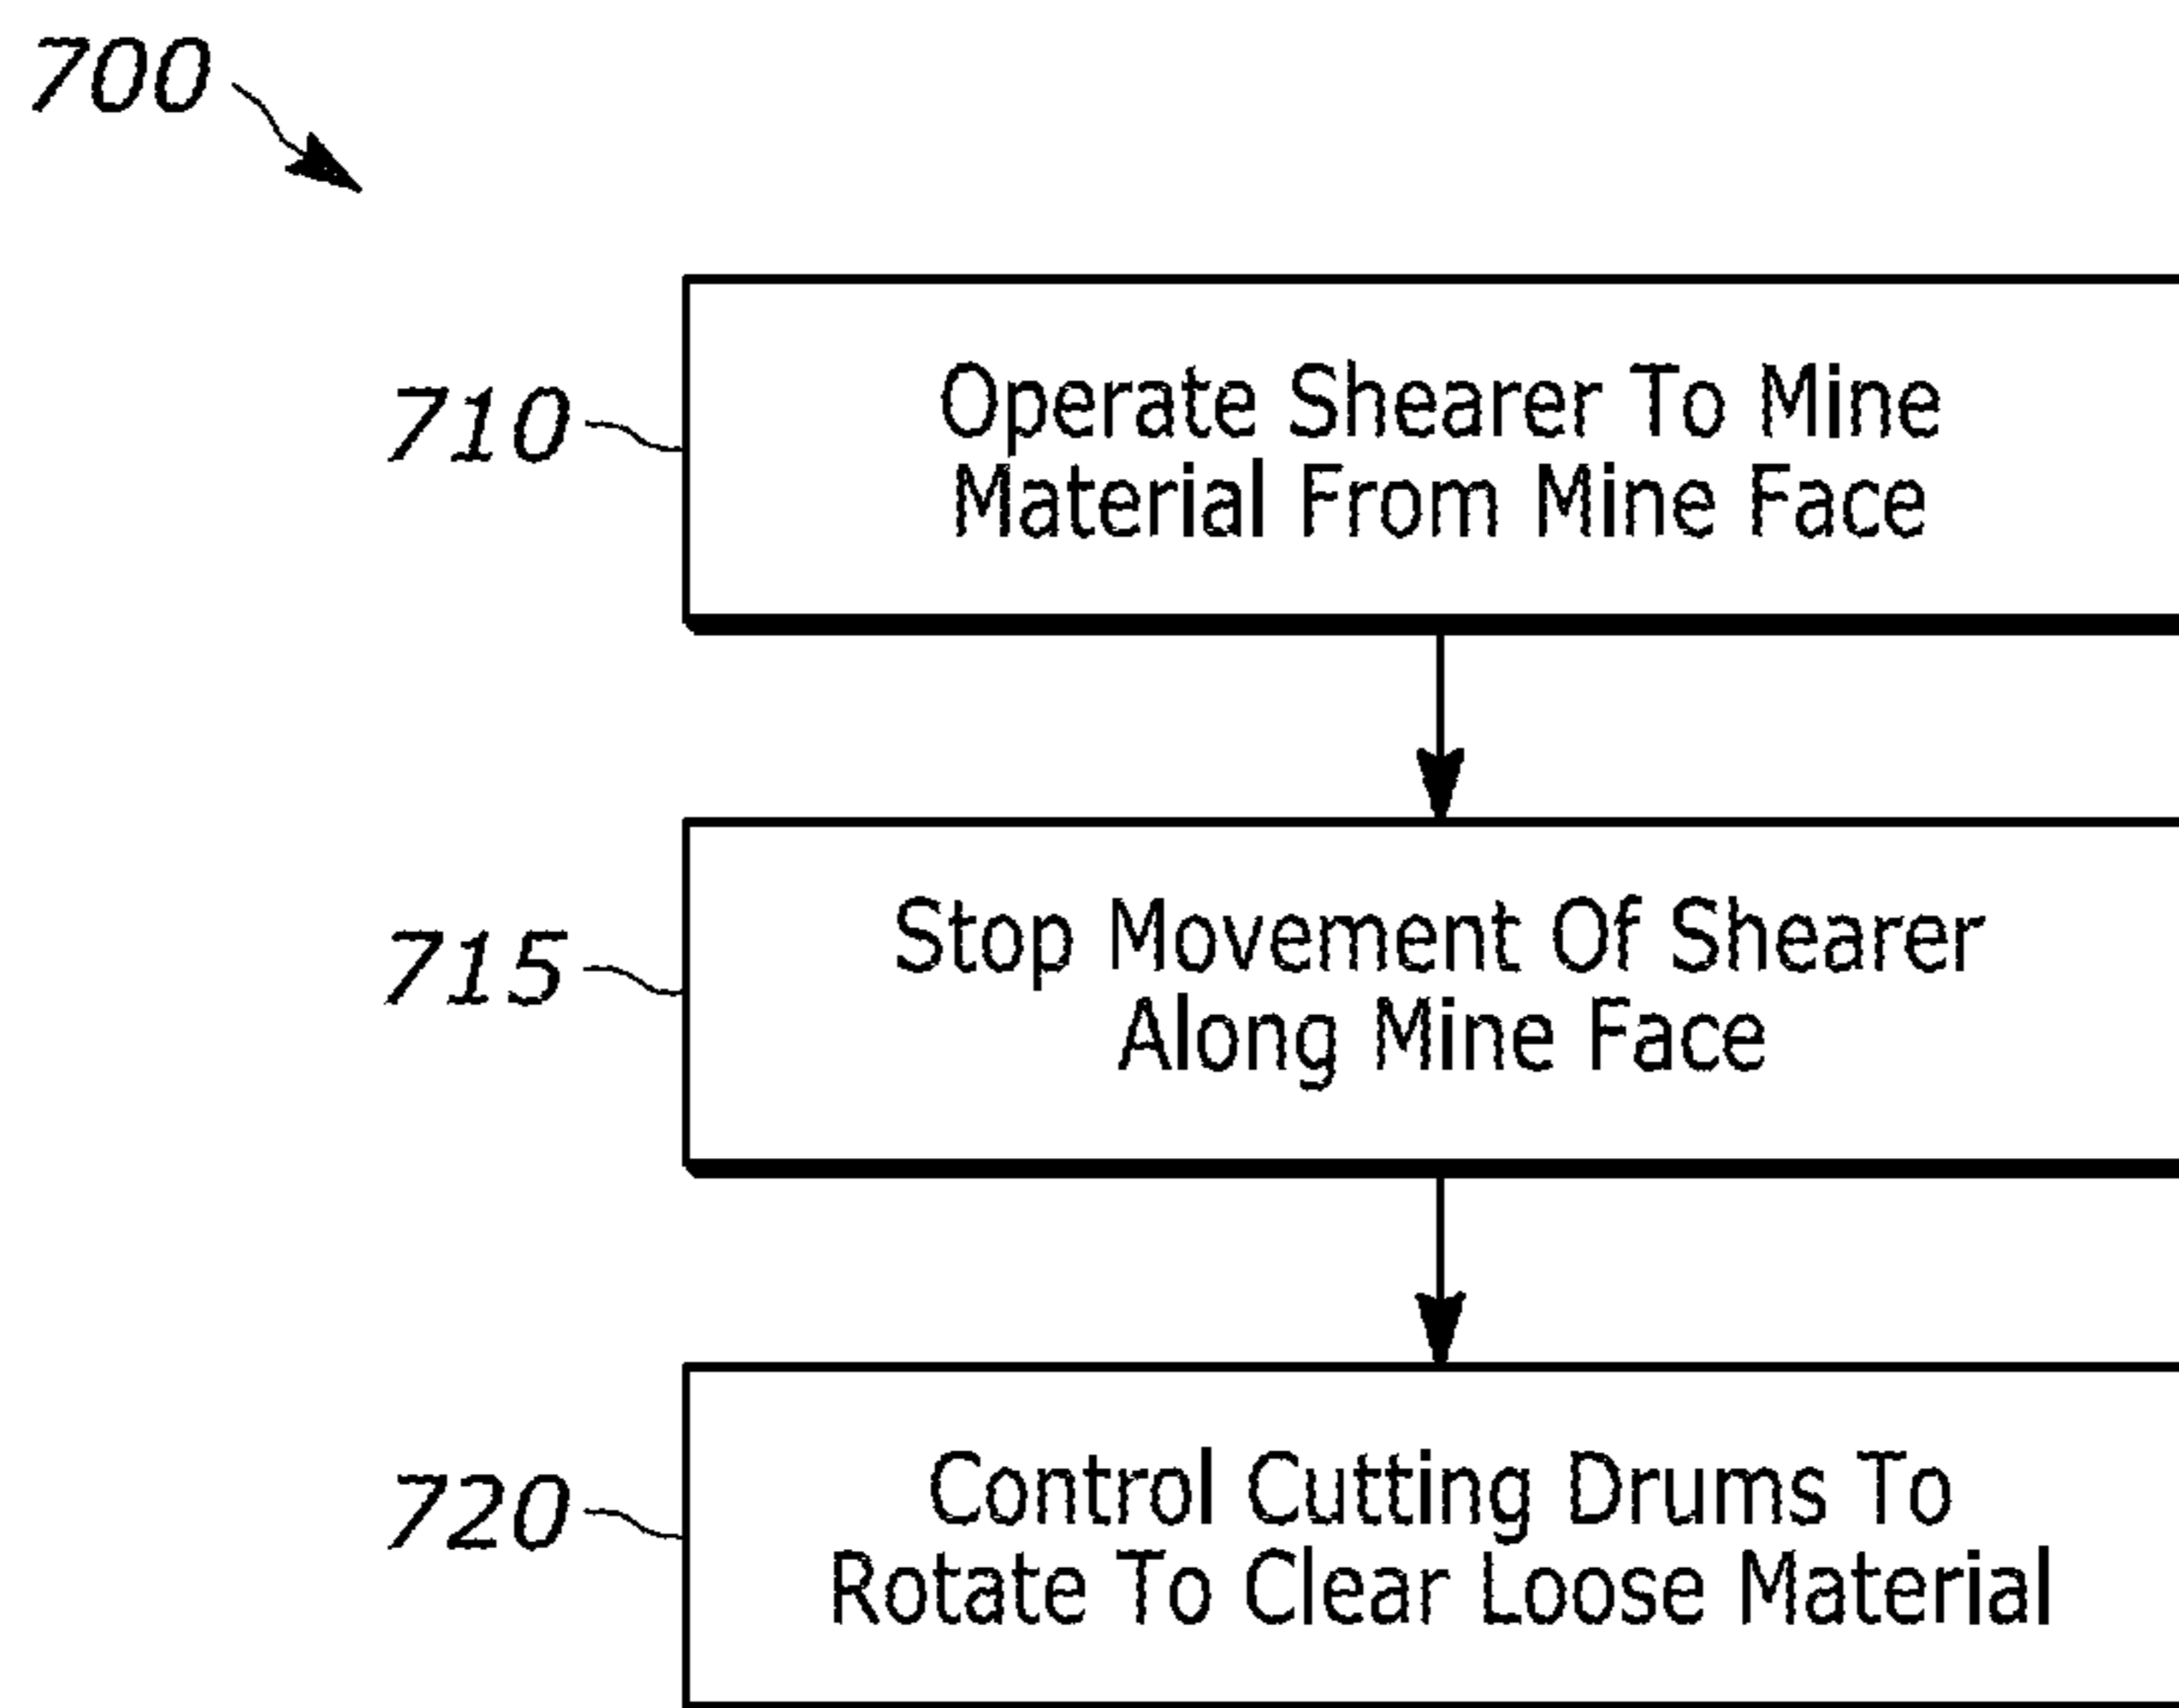 700
710
Operate Shearer To Mine
Material From Mine Face
715
Stop Movement Of Shearer
Along Mine Face
720
Control Cutting Drums To
Rotate To Clear Loose Material